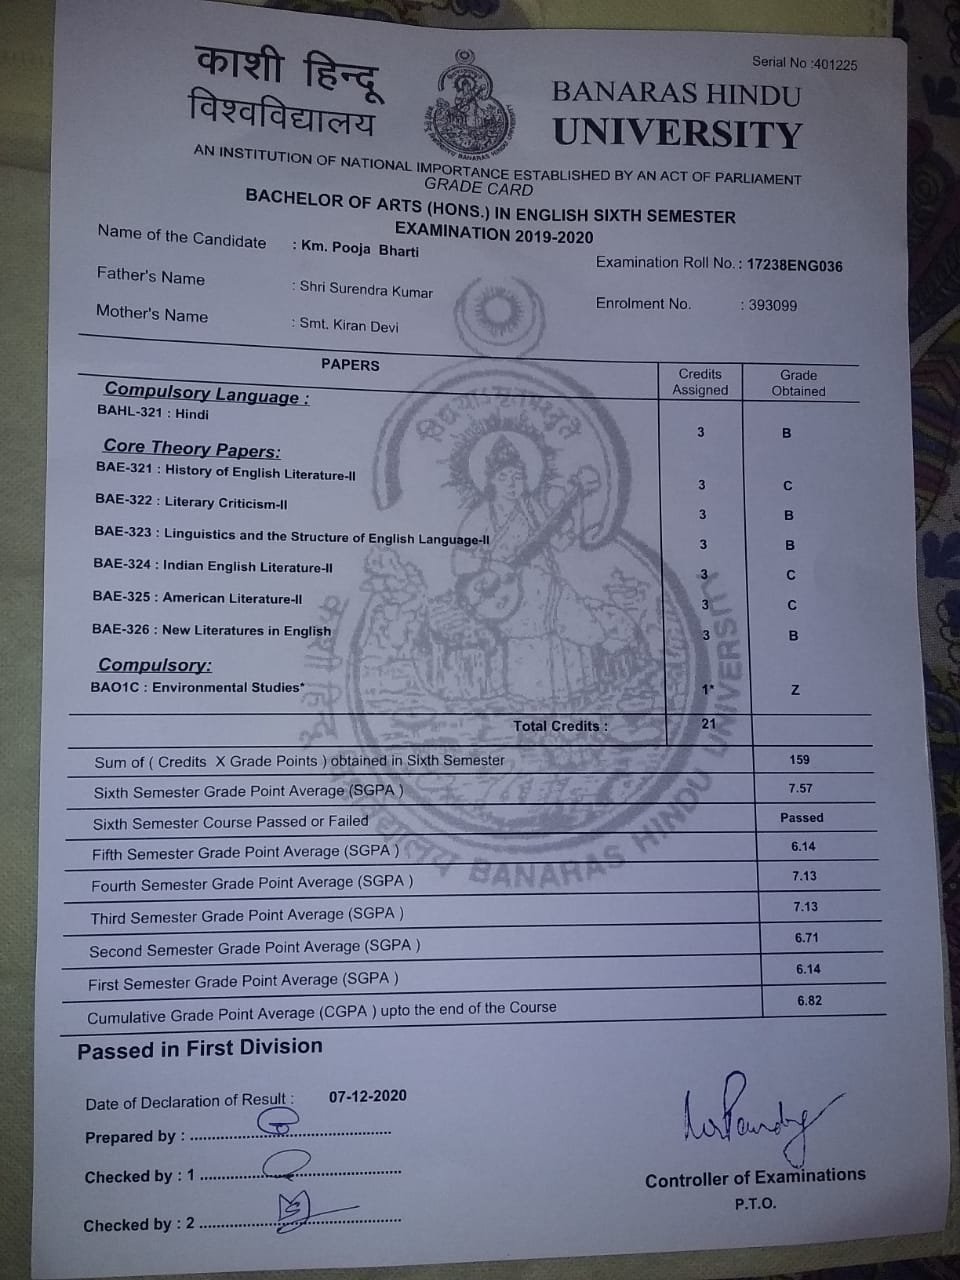 Serial No :401225
काशी हिन्दू
विश्वविद्यालय
BANARAS HINDU
UNIVERSITY
AN INSTITUTION OF NATIONAL IMPORTANCE ESTABLISHED BY AN ACT OF PARLIAMENT
GRADE CARD
BACHELOR OF ARTS (HONS.) IN ENGLISH SIXTH SEMESTER
EXAMINATION 2019-2020
Name of the Candidate : Km. Pooja Bharti
Examination Roll No. : 17238ENG036
Father's Name : Shri Surendra Kumar
Enrolment No. : 393099
Mother's Name : Smt. Kiran Devi
PAPERS Credits Assigned Grade Obtained
Compulsory Language :
BAHL-321 : Hindi 3 B
Core Theory Papers:
BAE-321 : History of English Literature-II 3 C
BAE-322 : Literary Criticism-II 3 B
BAE-323 : Linguistics and the Structure of English Language-II 3 B
BAE-324 : Indian English Literature-II 3 C
BAE-325 : American Literature-II 3 C
BAE-326 : New Literatures in English 3 B
Compulsory:
BAO1C : Environmental Studies* 1* Z
Total Credits : 21
Sum of ( Credits X Grade Points ) obtained in Sixth Semester 159
Sixth Semester Grade Point Average (SGPA ) 7.57
Sixth Semester Course Passed or Failed Passed
Fifth Semester Grade Point Average (SGPA ) 6.14
Fourth Semester Grade Point Average (SGPA ) 7.13
Third Semester Grade Point Average (SGPA ) 7.13
Second Semester Grade Point Average (SGPA ) 6.71
First Semester Grade Point Average (SGPA ) 6.14
Cumulative Grade Point Average (CGPA ) upto the end of the Course 6.82
BANARAS HINDU UNIVERSITY
Passed in First Division
Date of Declaration of Result : 07-12-2020
Prepared by :
Checked by : 1
Checked by : 2
Controller of Examinations
P.T.O.